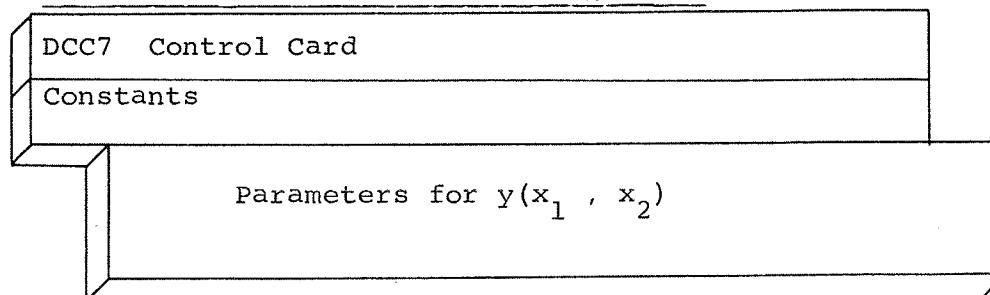 DCC7 Control Card
Constants
Parameters for y(x₁ , x₂)